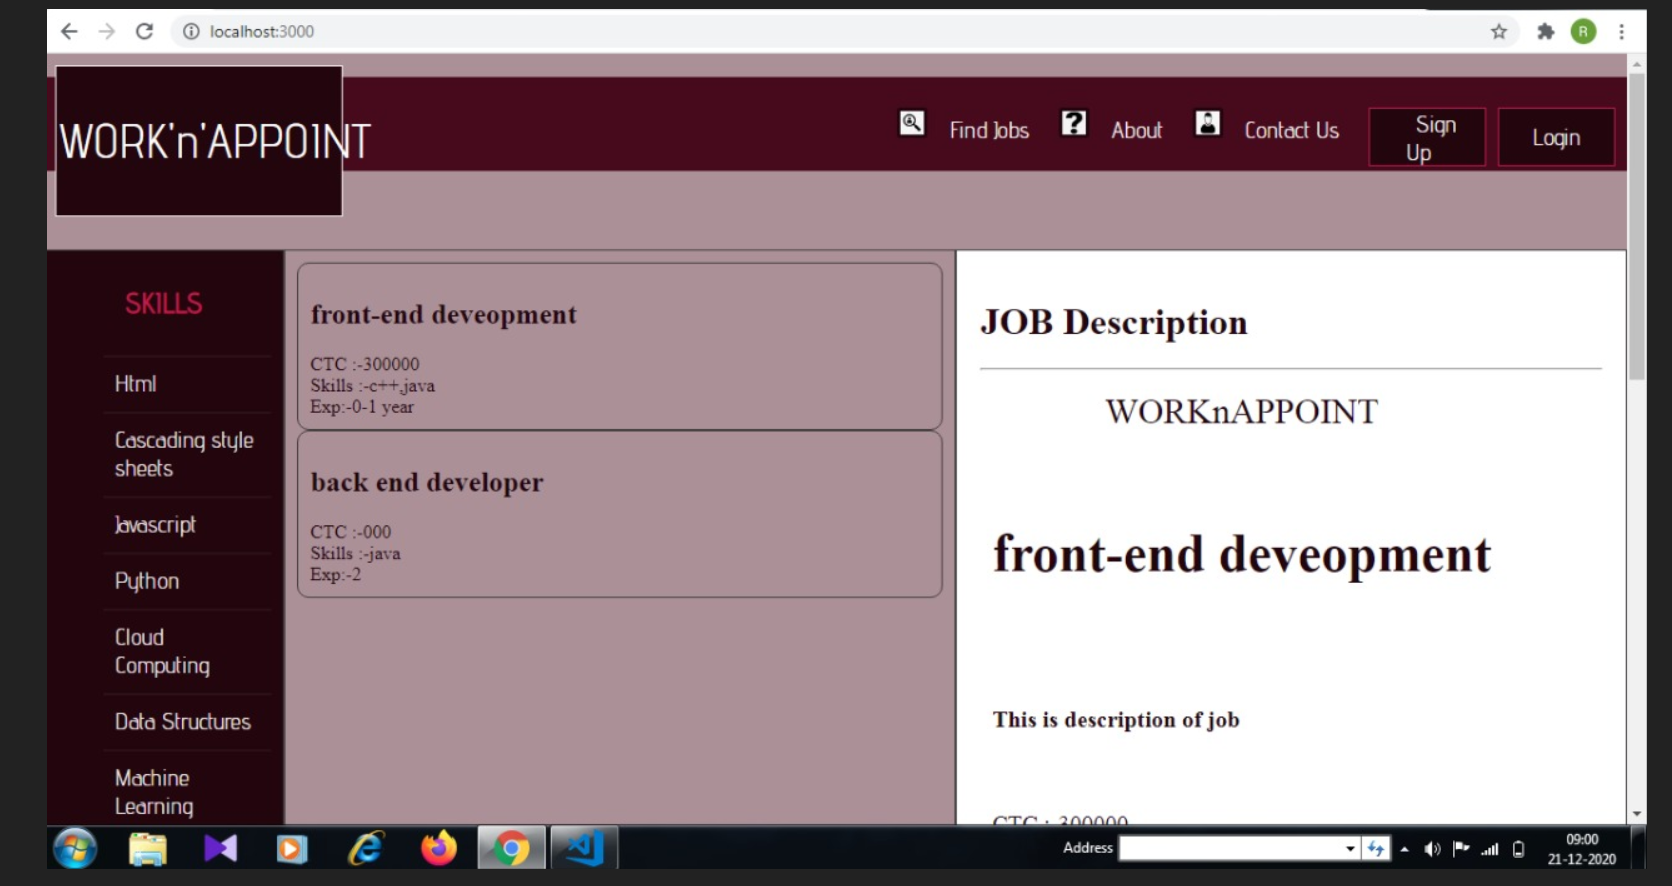 localhost:3000
R
WORK'n'APPOINT
Find Jobs
?
About
Contact Us
Sign
Up
Login
SKILLS
Html
Cascading style
sheets
Javascript
Python
Cloud
Computing
Data Structures
Machine
Learning
front-end deveopment
CTC :-300000
Skills :-c++,java
Exp:-0-1 year
back end developer
CTC :-000
Skills :-java
Exp:-2
JOB Description
WORKnAPPOINT
front-end deveopment
This is description of job
CTC : 300000
Address
09:00
21-12-2020